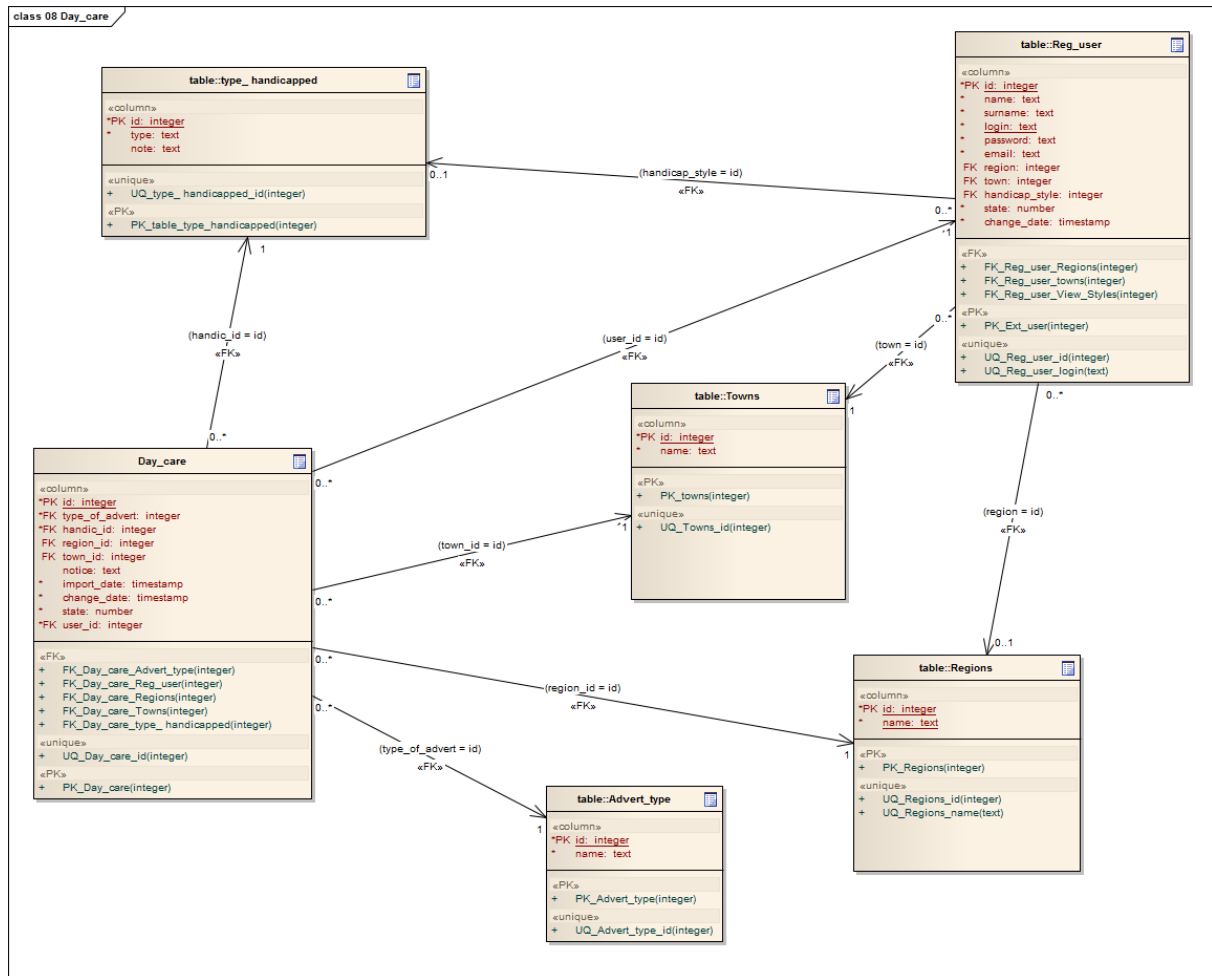 class 08 Day_care
table::type_ handicapped
«column»
*PK id: integer
* type: text
note: text
«unique»
+ UQ_type_ handicapped_id(integer)
«PK»
+ PK_table_type_handicapped(integer)
table::Reg_user
«column»
*PK id: integer
* name: text
* surname: text
* login: text
* password: text
* email: text
FK region: integer
FK town: integer
FK handicap_style: integer
* state: number
* change_date: timestamp
«FK»
+ FK_Reg_user_Regions(integer)
+ FK_Reg_user_towns(integer)
+ FK_Reg_user_View_Styles(integer)
«PK»
+ PK_Ext_user(integer)
«unique»
+ UQ_Reg_user_id(integer)
+ UQ_Reg_user_login(text)
0..1
(handicap_style = id)
«FK»
0..*
1
(handic_id = id)
«FK»
0..*
1
(user_id = id)
«FK»
0..*
0..*
(town = id)
«FK»
1
0..*
(region = id)
«FK»
0..1
table::Towns
«column»
*PK id: integer
* name: text
«PK»
+ PK_towns(integer)
«unique»
+ UQ_Towns_id(integer)
Day_care
«column»
*PK id: integer
*FK type_of_advert: integer
*FK handic_id: integer
FK region_id: integer
FK town_id: integer
notice: text
* import_date: timestamp
* change_date: timestamp
* state: number
*FK user_id: integer
«FK»
+ FK_Day_care_Advert_type(integer)
+ FK_Day_care_Reg_user(integer)
+ FK_Day_care_Regions(integer)
+ FK_Day_care_Towns(integer)
+ FK_Day_care_type_ handicapped(integer)
«unique»
+ UQ_Day_care_id(integer)
«PK»
+ PK_Day_care(integer)
1
(town_id = id)
«FK»
0..*
0..*
(region_id = id)
«FK»
1
0..*
(type_of_advert = id)
«FK»
1
table::Regions
«column»
*PK id: integer
* name: text
«PK»
+ PK_Regions(integer)
«unique»
+ UQ_Regions_id(integer)
+ UQ_Regions_name(text)
table::Advert_type
«column»
*PK id: integer
* name: text
«PK»
+ PK_Advert_type(integer)
«unique»
+ UQ_Advert_type_id(integer)